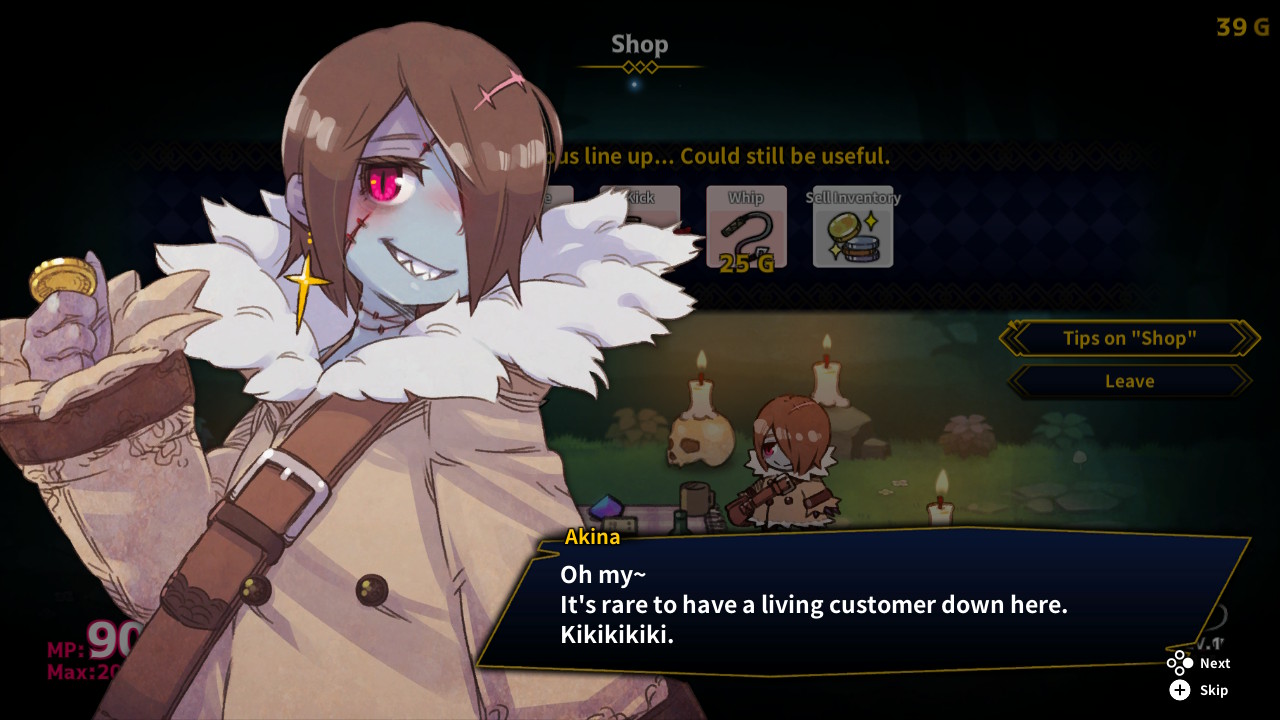 39 G
Shop
ous line up... Could still be useful.
Kick
Whip
Sell Inventory
25 G
Tips on "Shop"
Leave
Akina
Oh my~
It's rare to have a living customer down here.
Kikikikiki.
MP:90
Max:20
Next
Skip